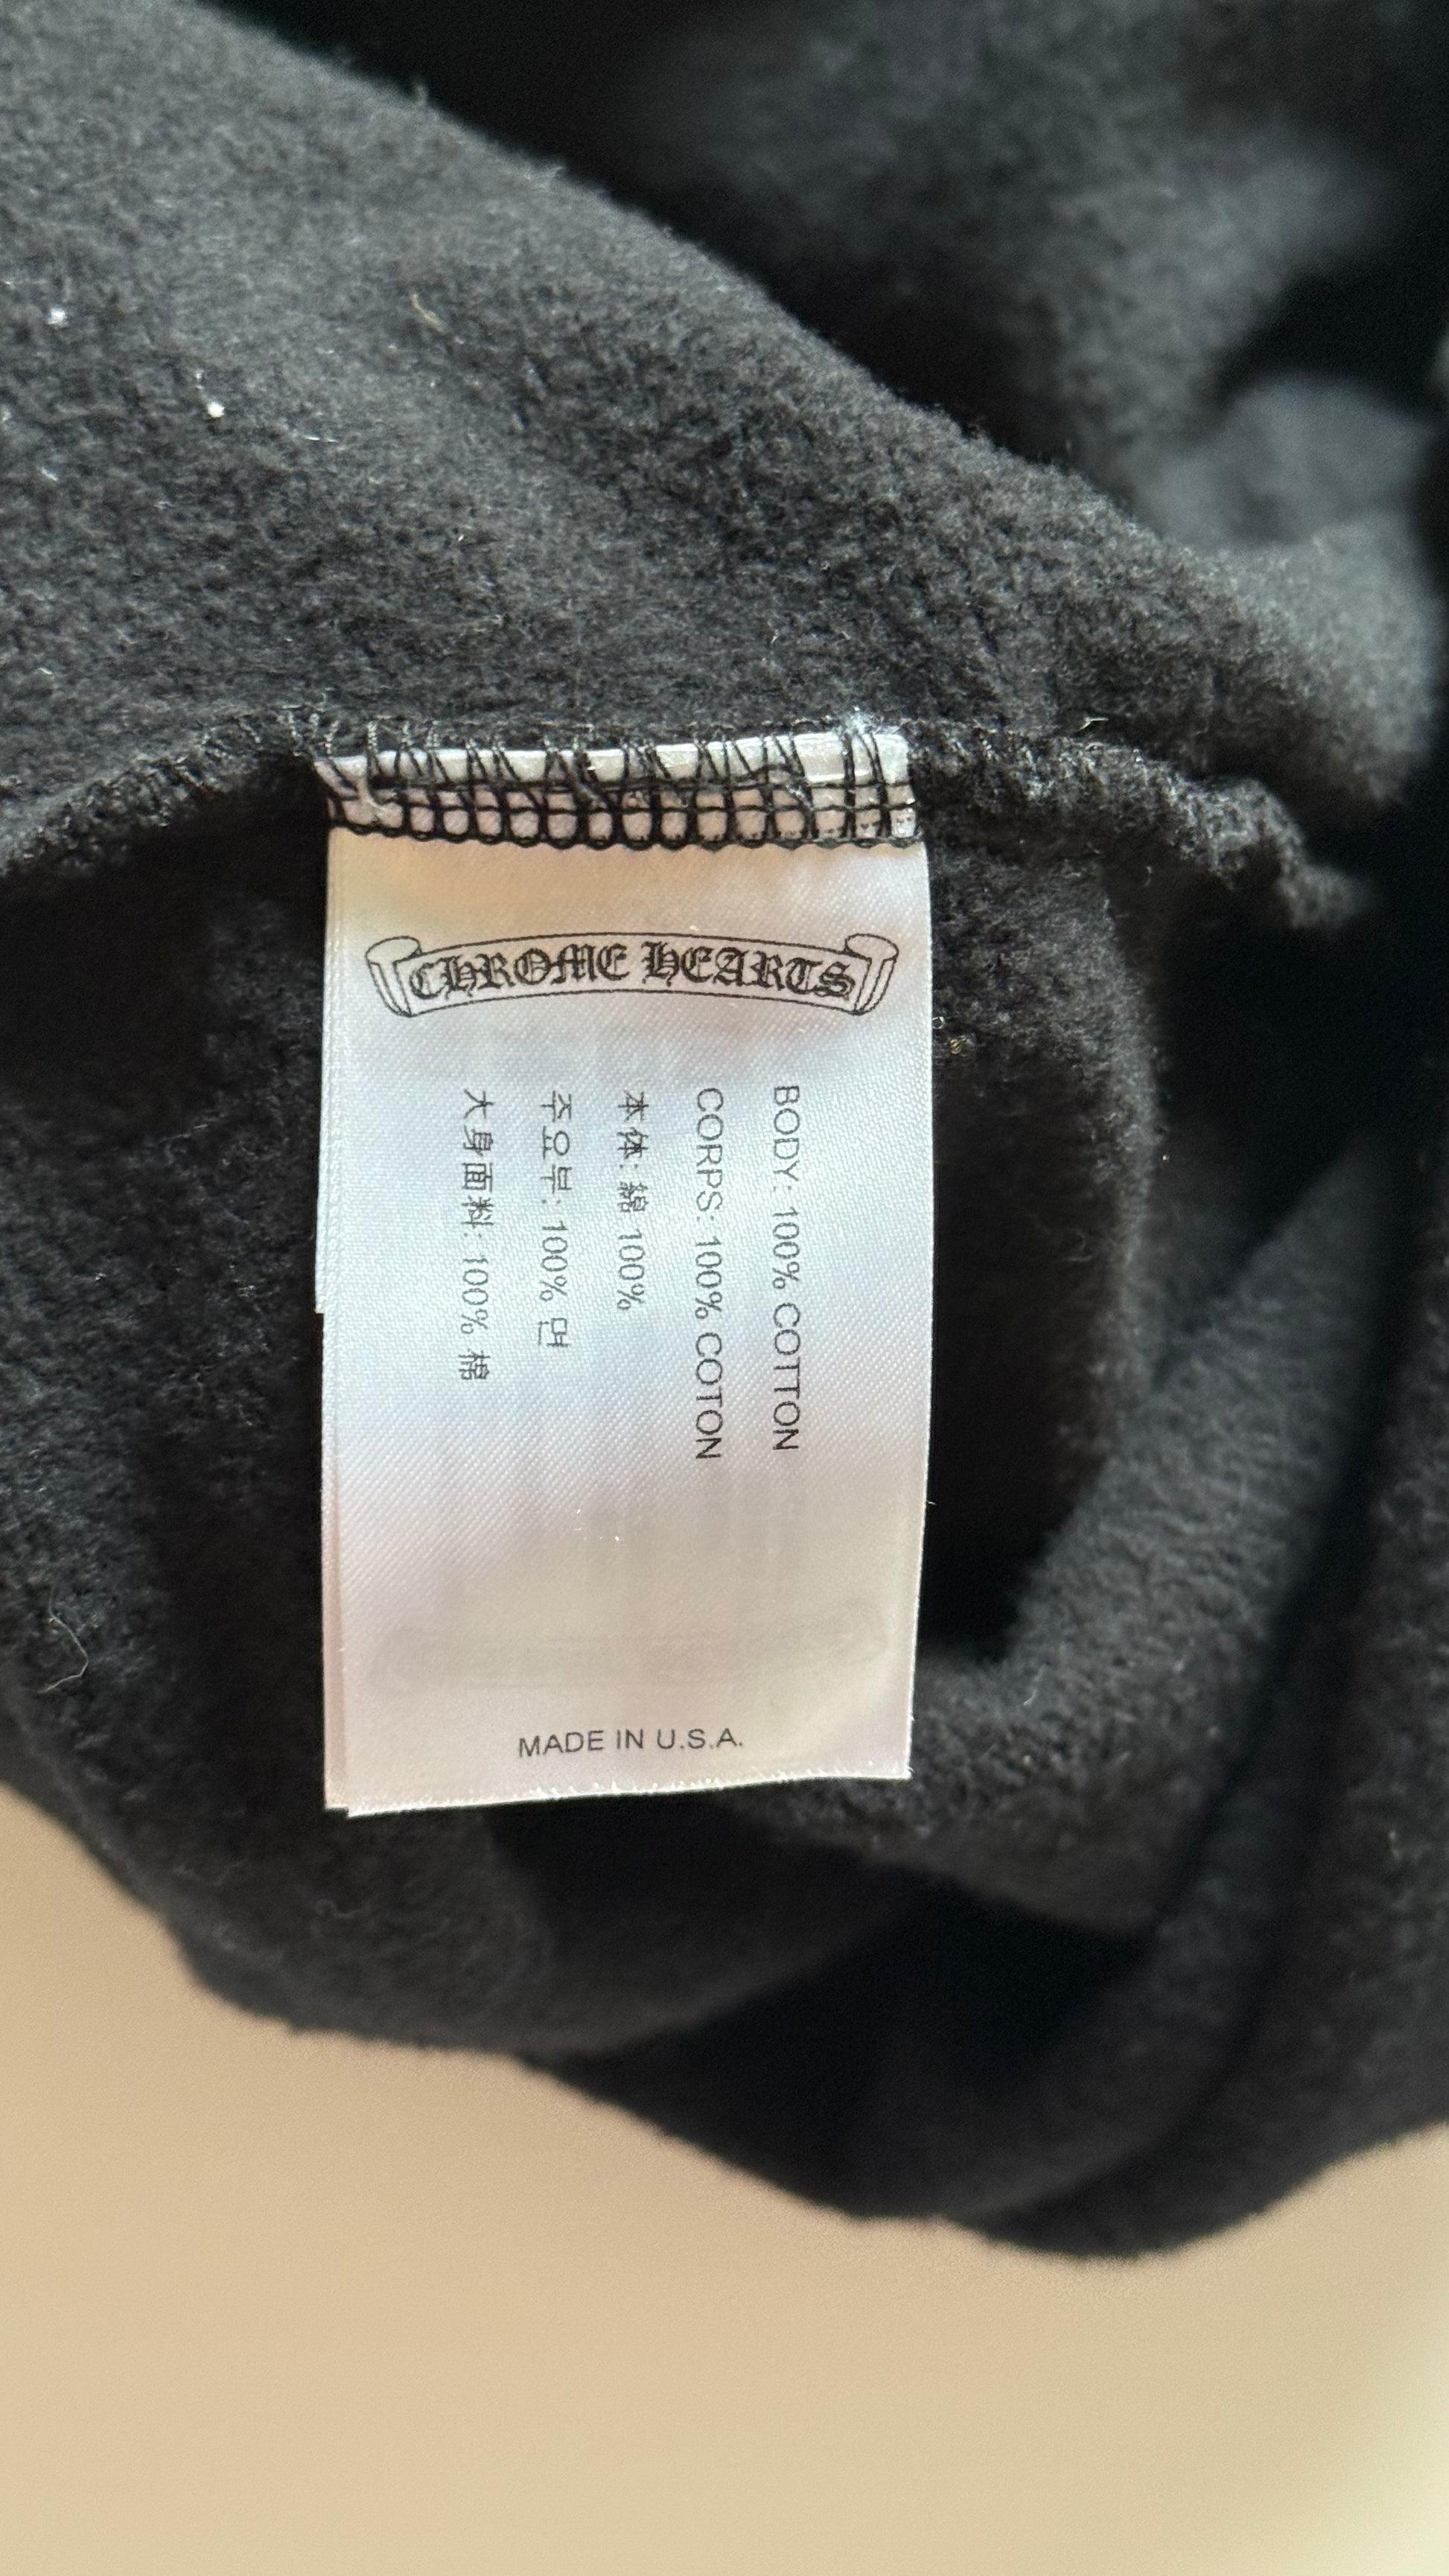 CHROME HEARTS
BODY: 100% COTTON
CORPS: 100% COTON
本体: 綿 100%
주요부: 100% 면
大身面料: 100% 棉
MADE IN U.S.A.